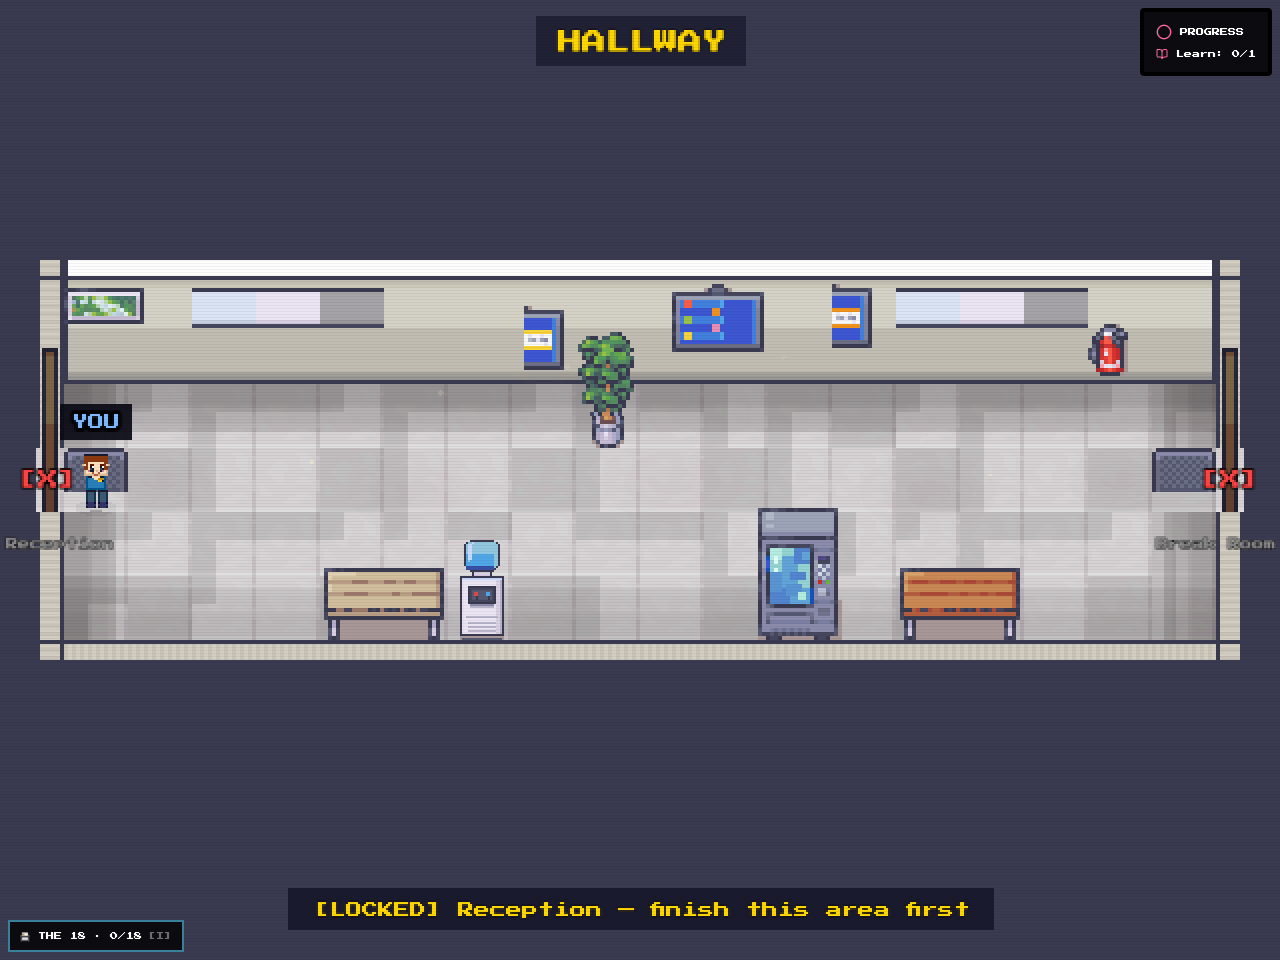 HALLWAY
PROGRESS
Learn: 0/1
YOU
[X]
[X]
Reception
Break Room
[LOCKED] Reception — finish this area first
THE 18 · 0/18 [I]